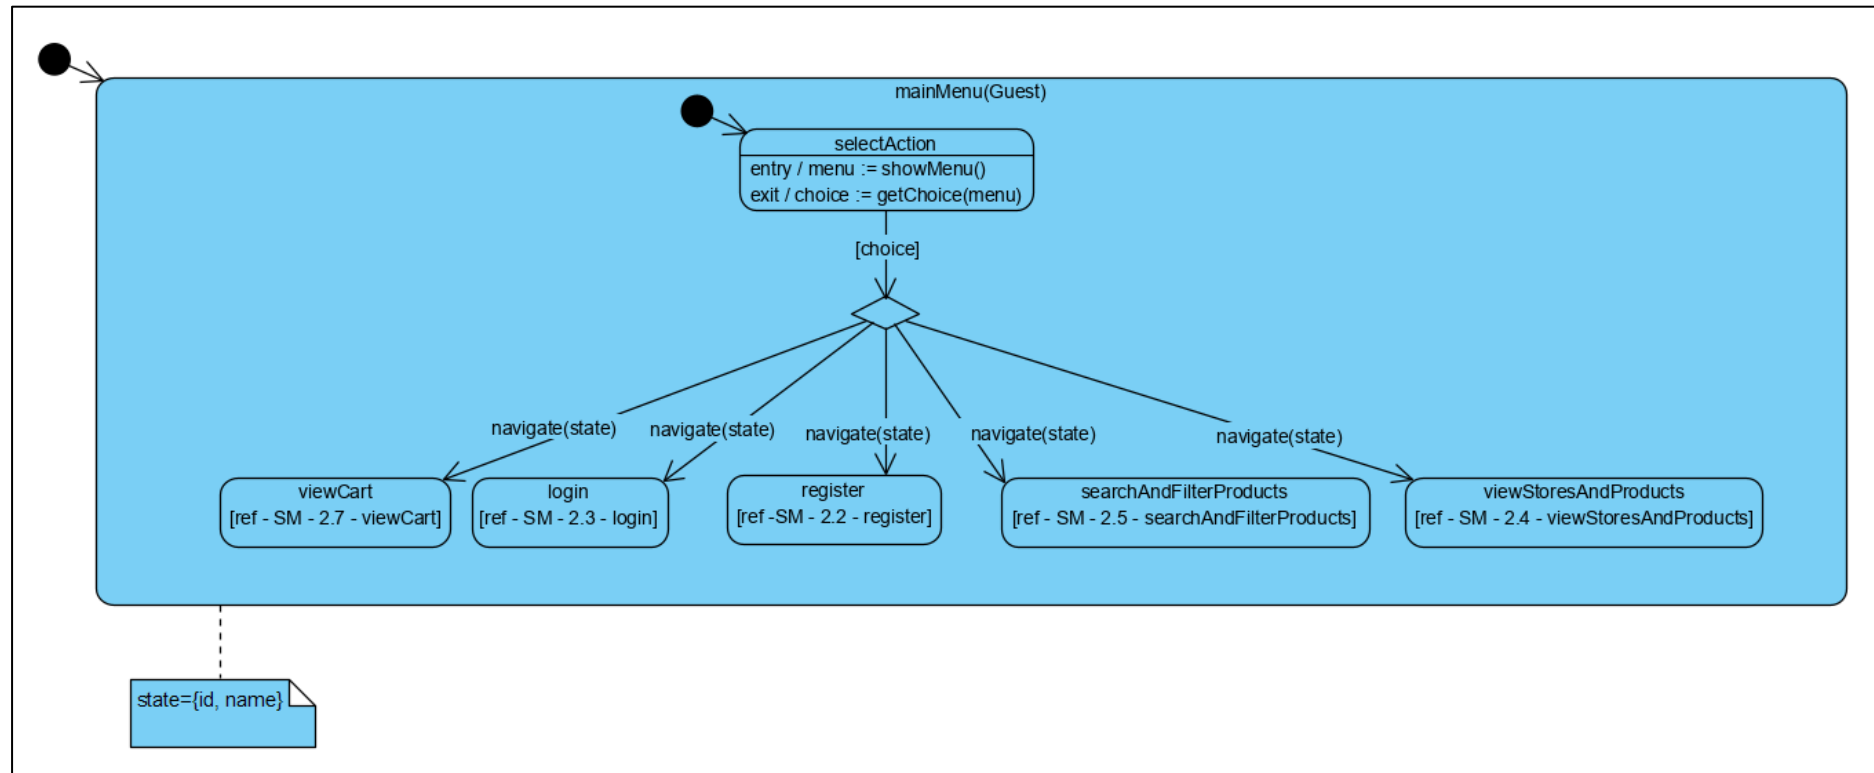 mainMenu(Guest)
selectAction
entry / menu := showMenu()
exit / choice := getChoice(menu)
[choice]
navigate(state)
navigate(state)
navigate(state)
navigate(state)
navigate(state)
viewCart
[ref - SM - 2.7 - viewCart]
login
[ref - SM - 2.3 - login]
register
[ref -SM - 2.2 - register]
searchAndFilterProducts
[ref - SM - 2.5 - searchAndFilterProducts]
viewStoresAndProducts
[ref - SM - 2.4 - viewStoresAndProducts]
state={id, name}